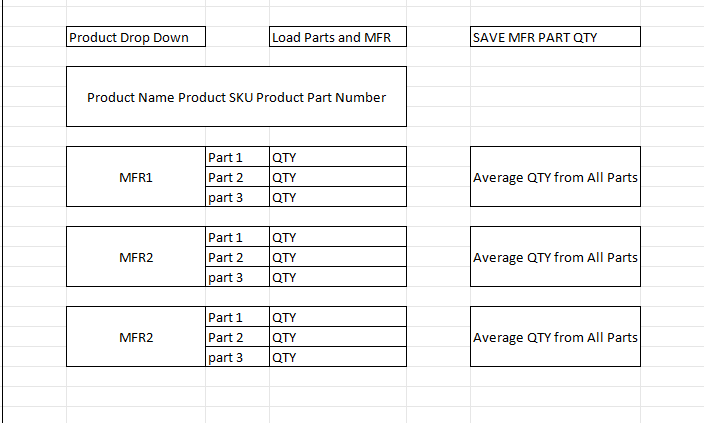 Product Drop Down
Load Parts and MFR
SAVE MFR PART QTY
Product Name Product SKU Product Part Number
MFR1
Part 1
QTY
Part 2
QTY
part 3
QTY
Average QTY from All Parts
MFR2
Part 1
QTY
Part 2
QTY
part 3
QTY
Average QTY from All Parts
MFR2
Part 1
QTY
Part 2
QTY
part 3
QTY
Average QTY from All Parts